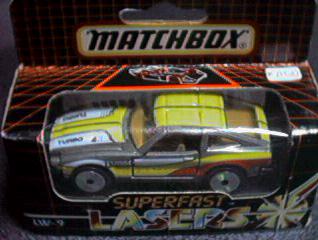 MATCHBOX
TURBO
SUPERFAST
LW-9
LASERS